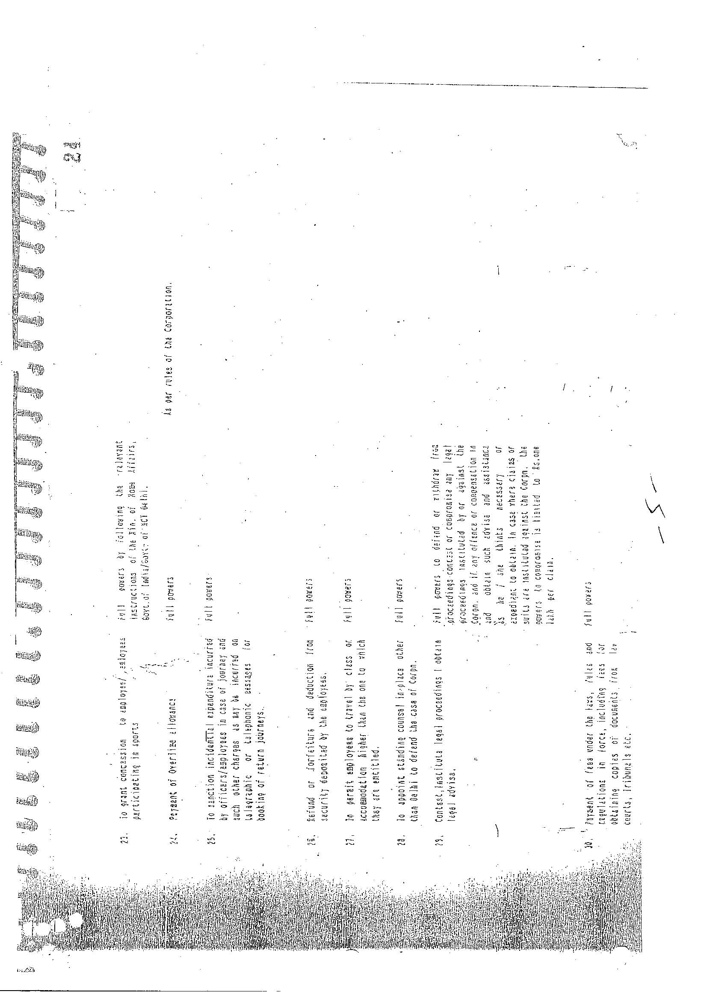 23. To grant concession to employee/ employees
participating in sports
Full powers of following the relevant
instructions of the Min. of Home Affairs,
Govt.of India/Govt. of NCT Delhi.
24. Payment of Overtime allowance
Full powers
As per rules of the Corporation.
25. To sanction incidental expenditure incurred
by officers/employees in case of journey and
such other charges as may be incurred on
telegraphic or telephonic messages for
booking of return journeys.
Full powers
26. Refund of forfeiture and deduction from
security deposited by the employees.
Full powers
27. To permit employees to travel by class of
accommodation higher than the one to which
they are entitled.
Full powers
28. To appoint standing counsel in-place other
than Delhi to defend the case of Corpn.
Full powers
29. Contest,Institute legal proceedings & obtain
legal advise.
Full powers to defend or withdraw from
proceedings contest or compromise any legal
proceedings instituted by or against the
Corpn. and if any offence or compensation in
and obtain such advise and assistance
as he / she thinks necessary or
expedient to obtain. In case where claims or
suits are instituted against the Corpn. the
powers to compromise is limited to Rs.one
lakh per claim.
30. Payment of fees under the laws, rules and
regulations in force, including fees for
obtaining copies of documents from law
courts, Tribunals etc.
Full powers